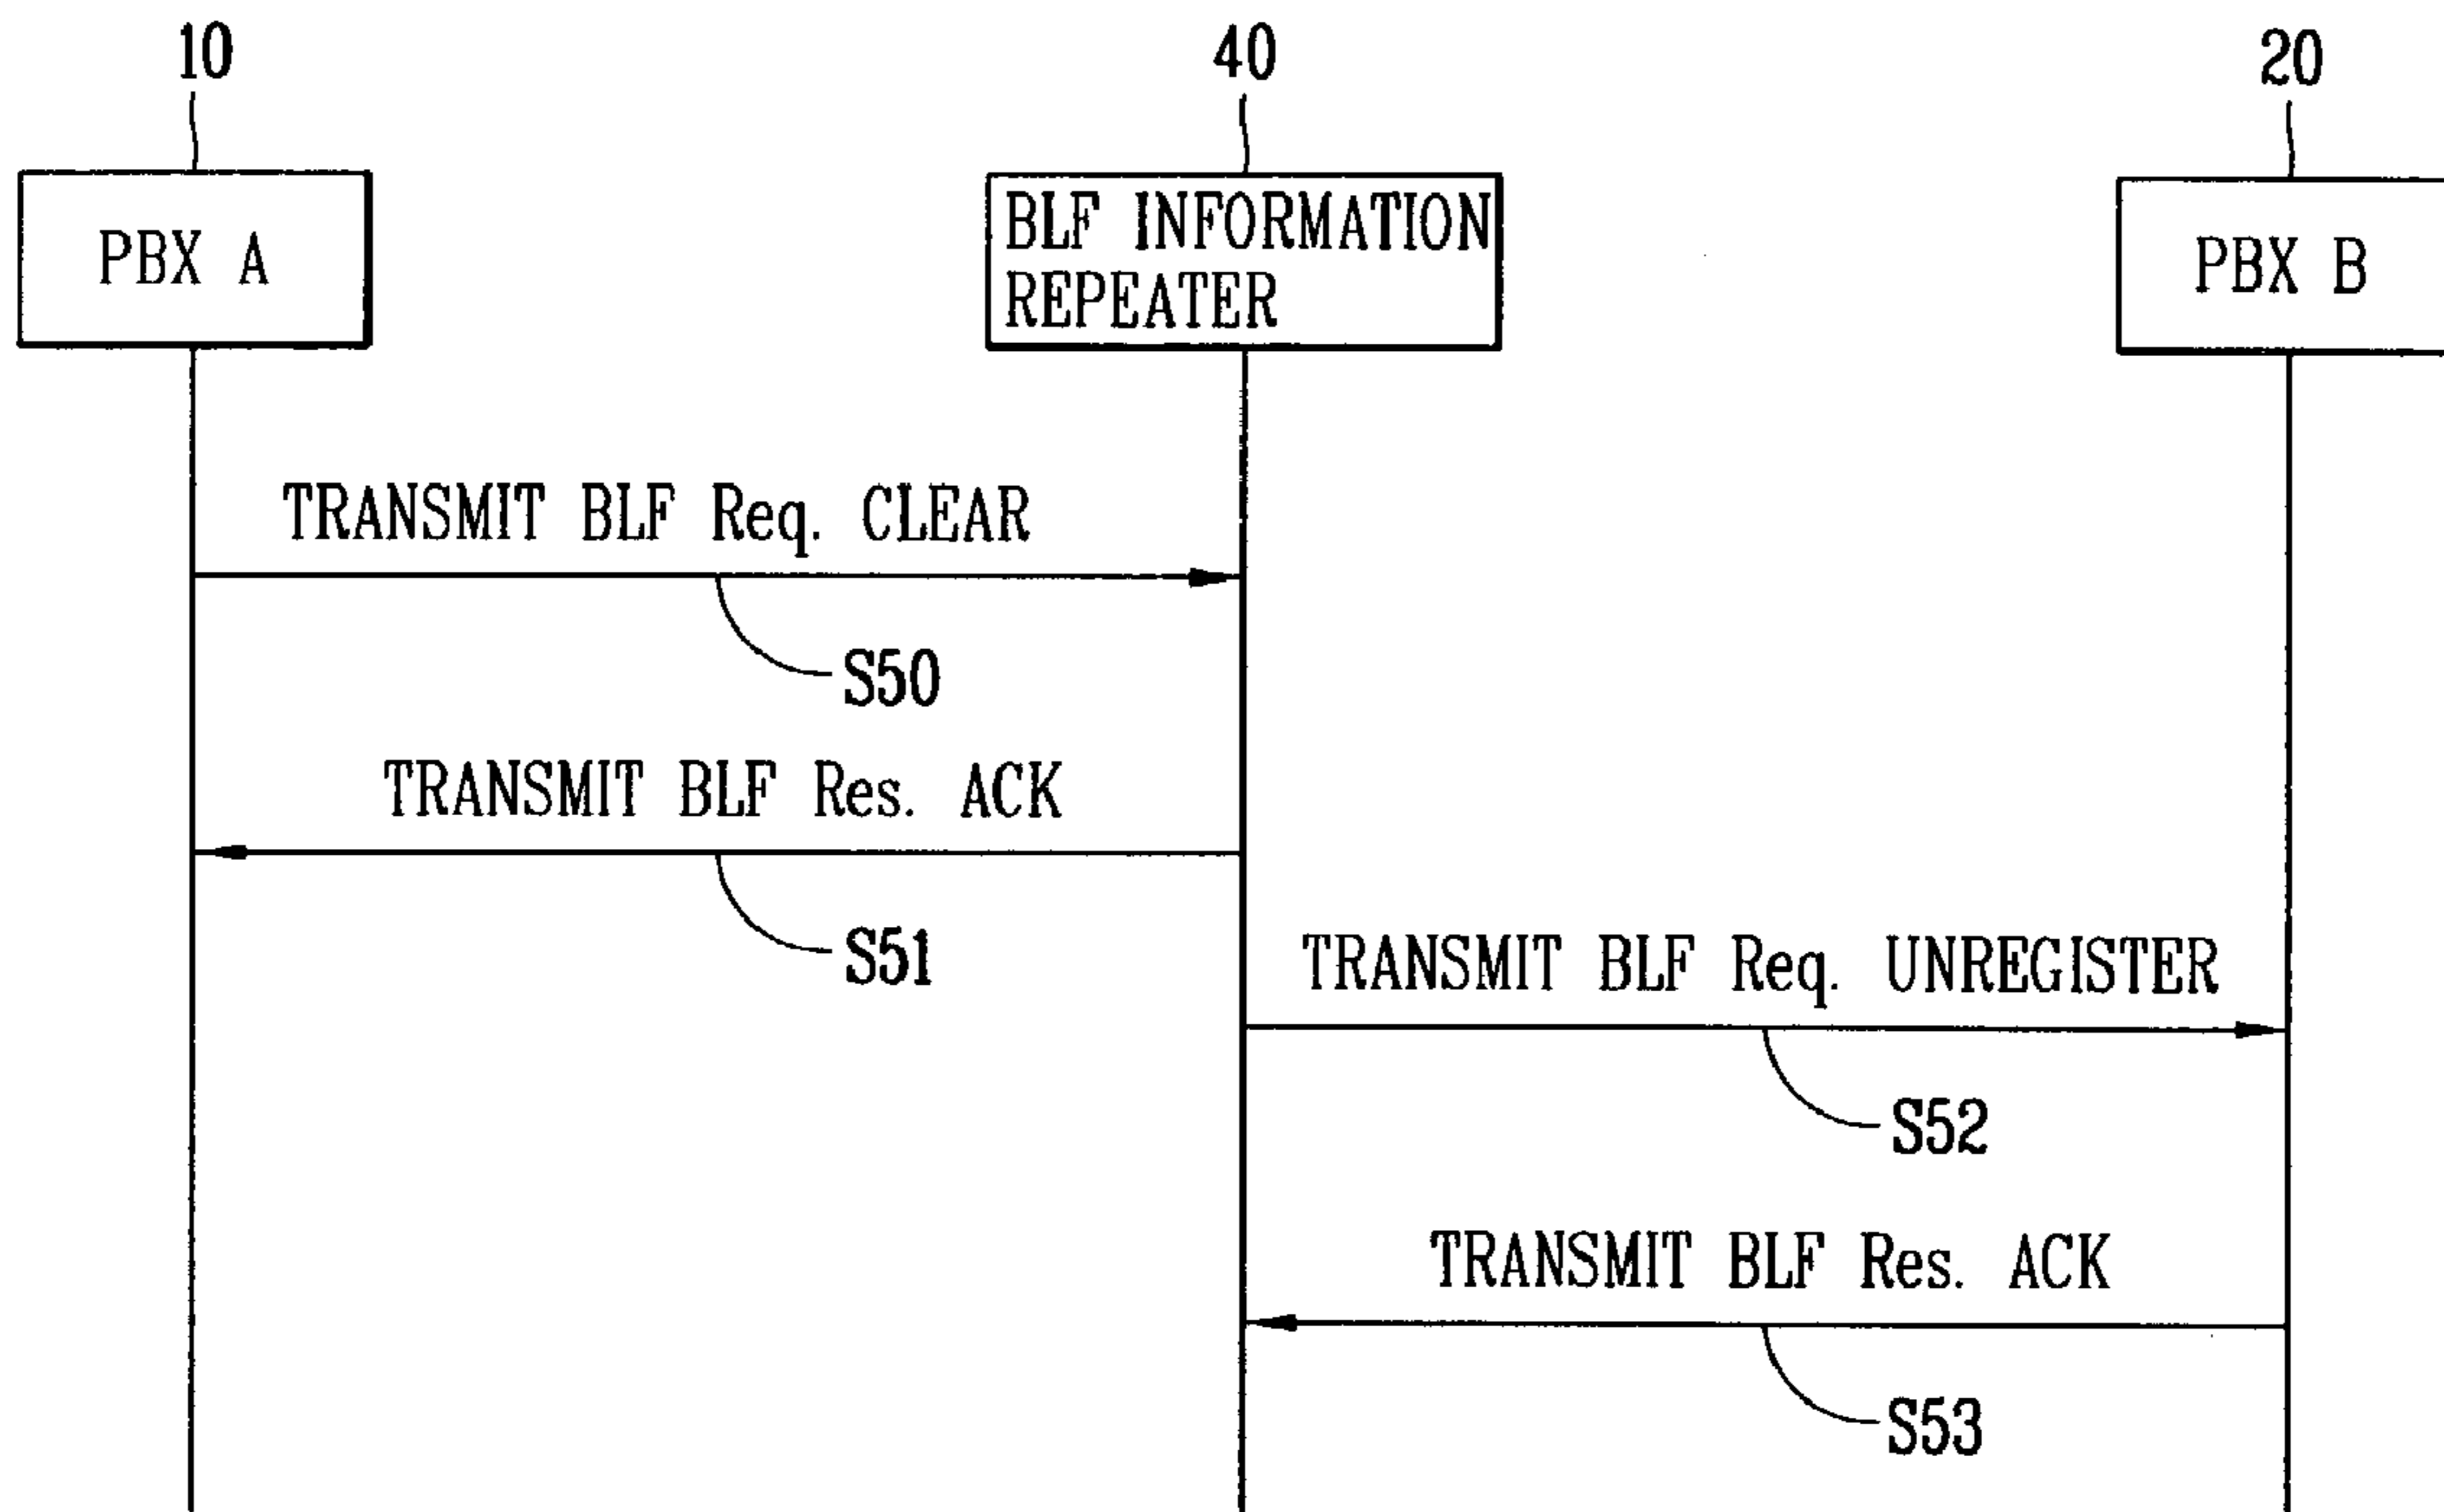 10
40
20
PBX A
BLF INFORMATION
REPEATER
PBX B
TRANSMIT BLF Req. CLEAR
S50
TRANSMIT BLF Res. ACK
S51
TRANSMIT BLF Req. UNREGISTER
S52
TRANSMIT BLF Res. ACK
S53